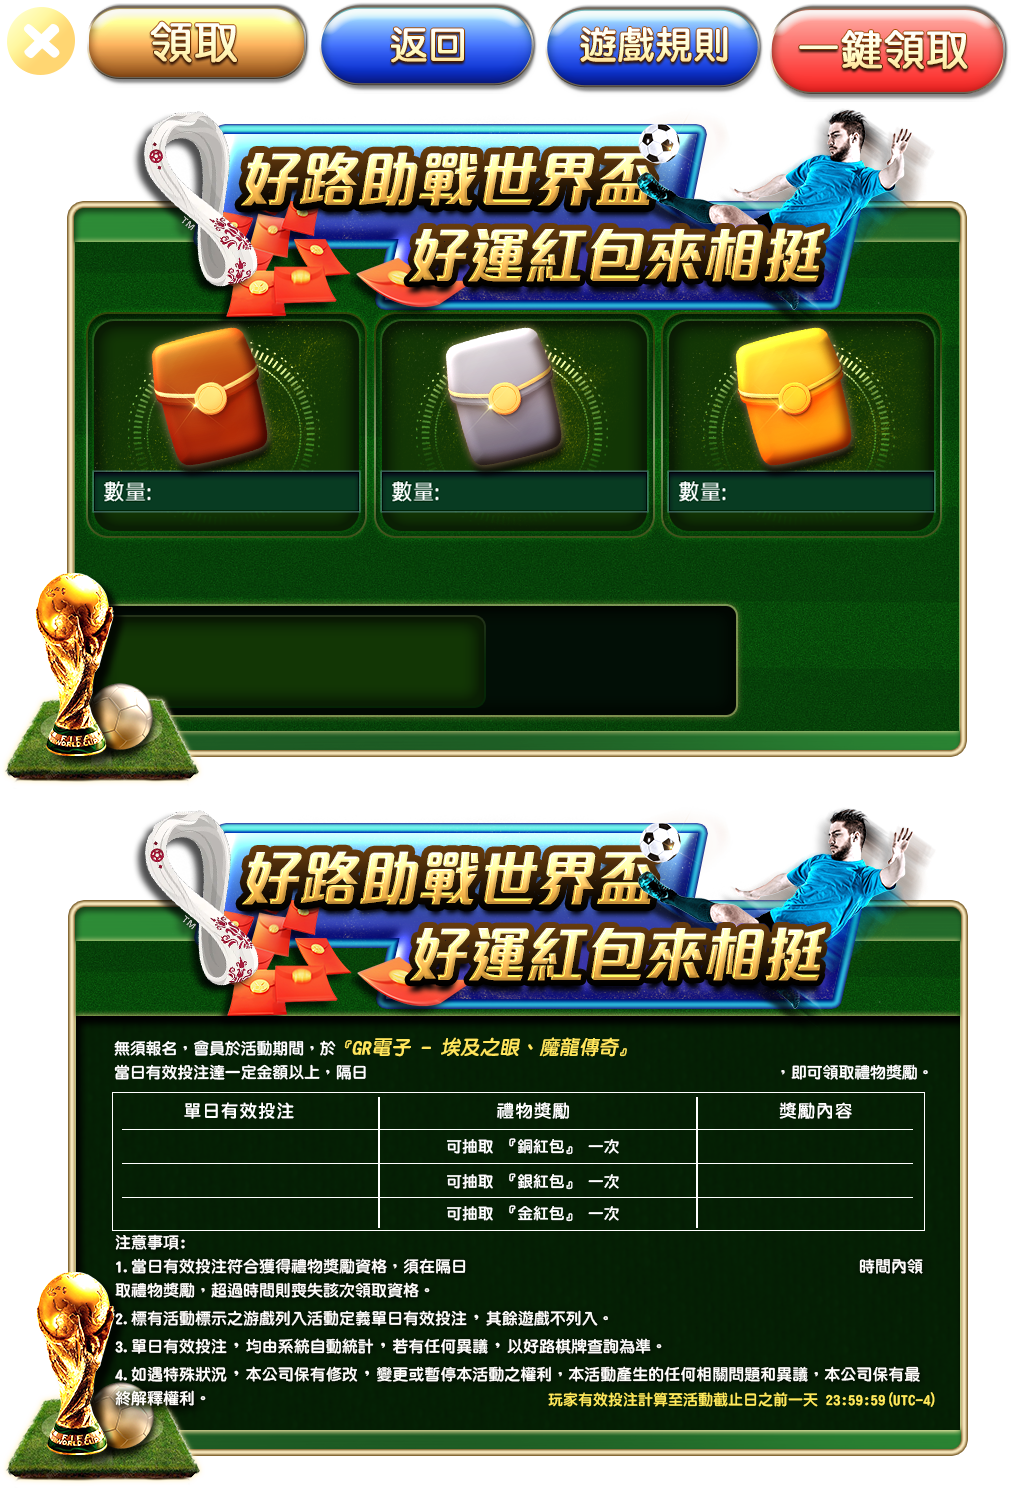 領取
返回
遊戲規則
一鍵領取
好路助戰世界盃
好運紅包來相挺
TM
數量:
數量:
數量:
FIFA
WORLD CUP
好路助戰世界盃
好運紅包來相挺
TM
無須報名，會員於活動期間，於『GR電子 - 埃及之眼、魔龍傳奇』
當日有效投注達一定金額以上，隔日 ，即可領取禮物獎勵。
單日有效投注 禮物獎勵 獎勵內容
可抽取 『銅紅包』 一次
可抽取 『銀紅包』 一次
可抽取 『金紅包』 一次
注意事項:
1.當日有效投注符合獲得禮物獎勵資格，須在隔日 時間內領
取禮物獎勵，超過時間則喪失該次領取資格。
2.標有活動標示之游戲列入活動定義單日有效投注，其餘遊戲不列入。
3.單日有效投注，均由系統自動統計，若有任何異議，以好路棋牌查詢為準。
4.如遇特殊狀況，本公司保有修改，變更或暫停本活動之權利，本活動產生的任何相關問題和異議，本公司保有最
終解釋權利。
玩家有效投注計算至活動截止日之前一天 23:59:59(UTC-4)
FIFA
WORLD CUP